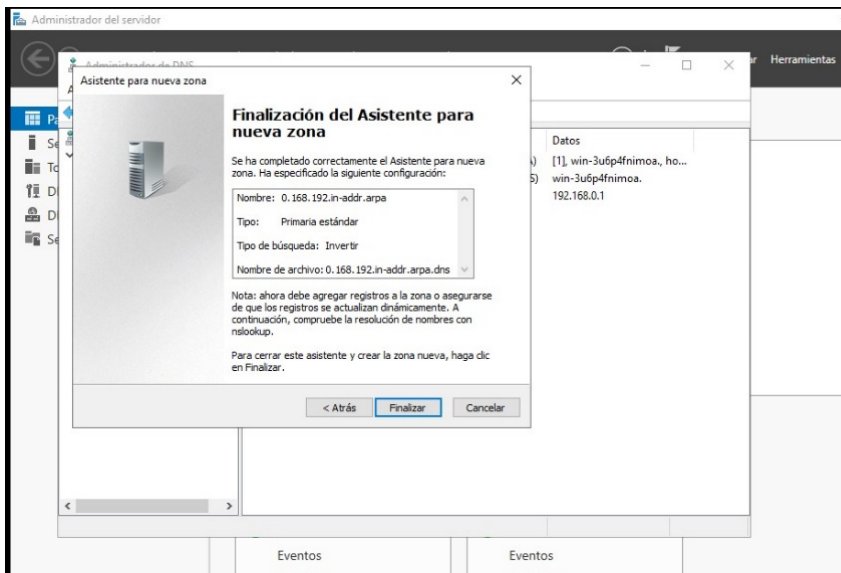 Administrador del servidor
Administrador de DNS
Herramientas
Asistente para nueva zona
Finalización del Asistente para
nueva zona
Se ha completado correctamente el Asistente para nueva
zona. Ha especificado la siguiente configuración:
Nombre: 0.168.192.in-addr.arpa
Tipo: Primaria estándar
Tipo de búsqueda: Invertir
Nombre de archivo: 0.168.192.in-addr.arpa.dns
Nota: ahora debe agregar registros a la zona o asegurarse
de que los registros se actualizan dinámicamente. A
continuación, compruebe la resolución de nombres con
nslookup.
Para cerrar este asistente y crear la zona nueva, haga clic
en Finalizar.
< Atrás Finalizar Cancelar
Datos
[1], win-3u6p4fnimoa., ho...
win-3u6p4fnimoa.
192.168.0.1
Eventos Eventos